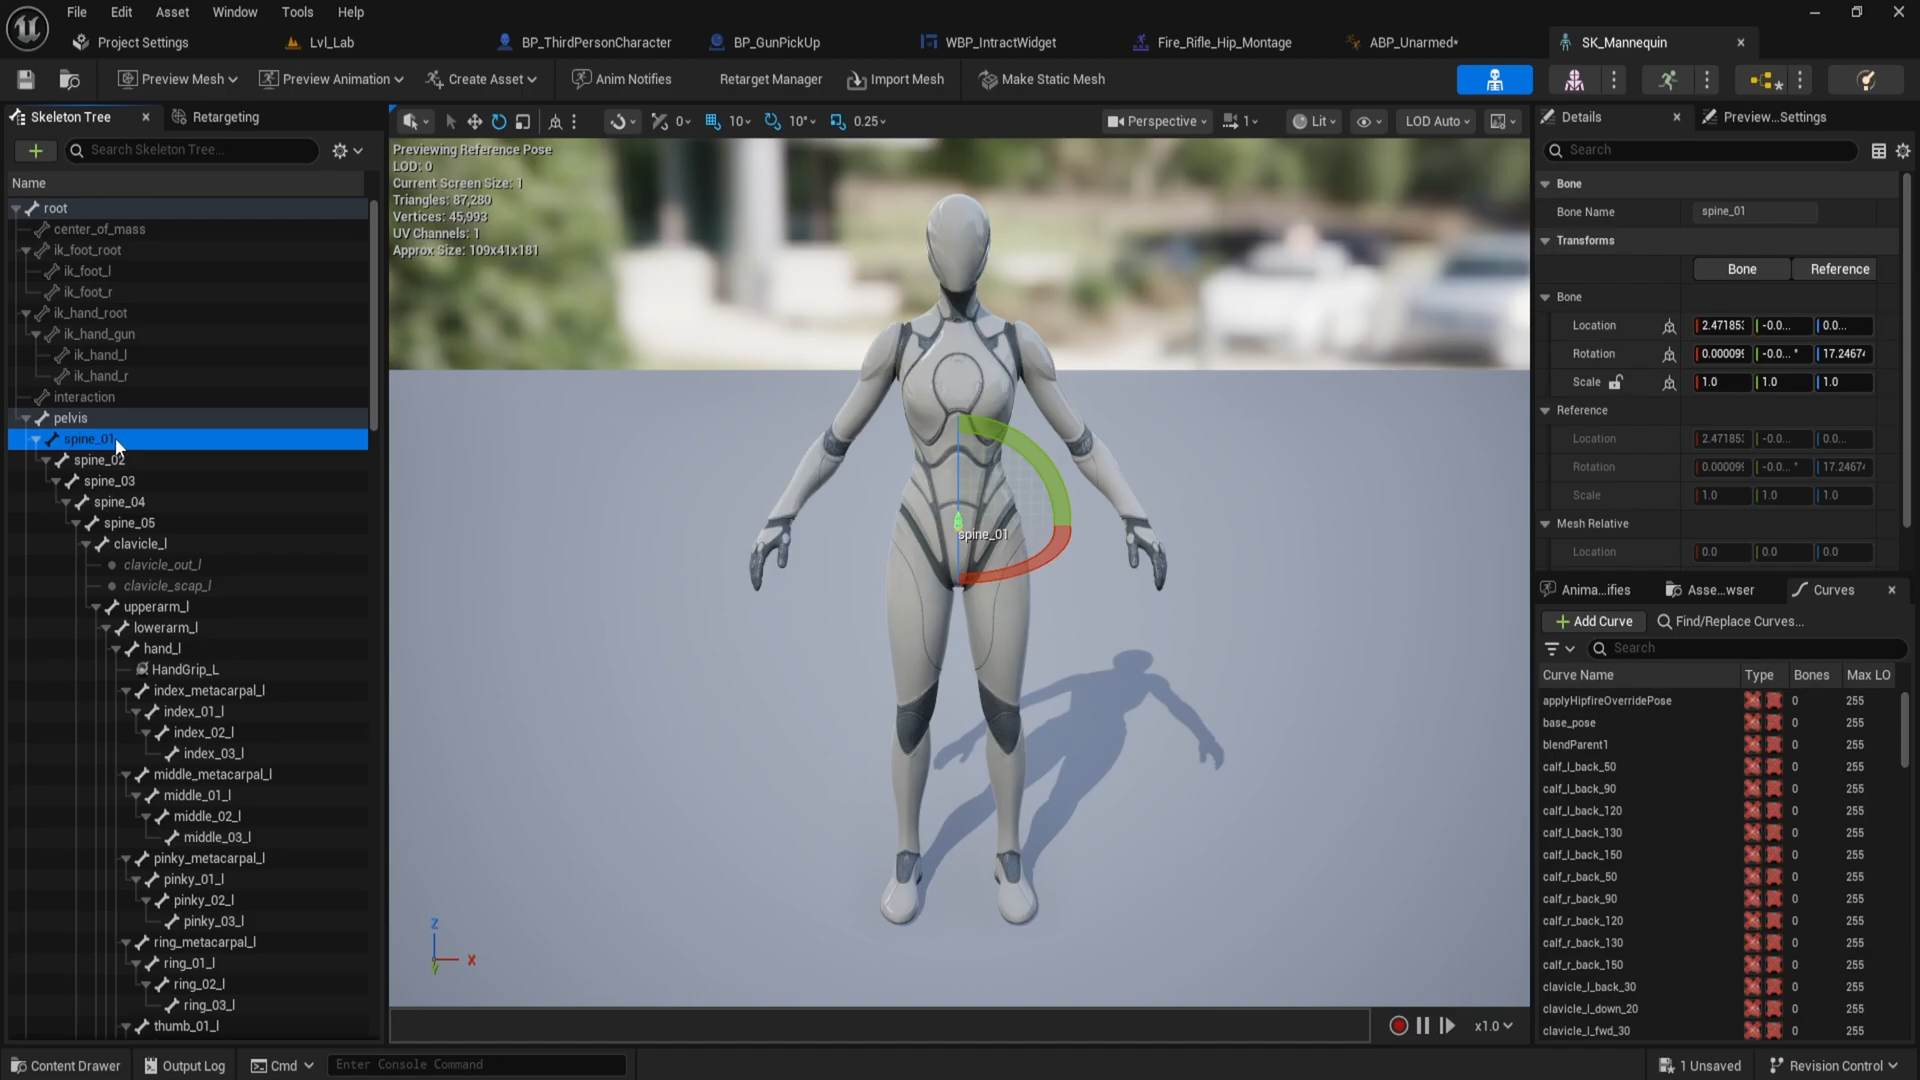 File Edit Asset Window Tools Help
Project Settings Lvl_Lab BP_ThirdPersonCharacter BP_GunPickUp WBP_IntractWidget Fire_Rifle_Hip_Montage ABP_Unarmed* SK_Mannequin
Preview Mesh Preview Animation Create Asset Anim Notifies Retarget Manager Import Mesh Make Static Mesh
Skeleton Tree Retargeting
Search Skeleton Tree...
Name
root
center_of_mass
ik_foot_root
ik_foot_l
ik_foot_r
ik_hand_root
ik_hand_gun
ik_hand_l
ik_hand_r
interaction
pelvis
spine_01
spine_02
spine_03
spine_04
spine_05
clavicle_l
clavicle_out_l
clavicle_scap_l
upperarm_l
lowerarm_l
hand_l
HandGrip_L
index_metacarpal_l
index_01_l
index_02_l
index_03_l
middle_metacarpal_l
middle_01_l
middle_02_l
middle_03_l
pinky_metacarpal_l
pinky_01_l
pinky_02_l
pinky_03_l
ring_metacarpal_l
ring_01_l
ring_02_l
ring_03_l
thumb_01_l
0 10 10° 0.25 Perspective 1 Lit LOD Auto
Previewing Reference Pose
LOD: 0
Current Screen Size: 1
Triangles: 87,280
Vertices: 45,993
UV Channels: 1
Approx Size: 109x41x181
spine_01
Z
X
Y
x1.0
Details Preview...Settings
Search
Bone
Bone Name spine_01
Transforms
Bone Reference
Bone
Location 2.47185 -0.0... 0.0...
Rotation 0.00009 -0.0... ° 17.2467
Scale 1.0 1.0 1.0
Reference
Location 2.47185 -0.0... 0.0...
Rotation 0.00009 -0.0... ° 17.2467
Scale 1.0 1.0 1.0
Mesh Relative
Location 0.0 0.0 0.0
Anima...ifies Asse...wser Curves
Add Curve Find/Replace Curves...
Search
Curve Name Type Bones Max LO
applyHipfireOverridePose 0 255
base_pose 0 255
blendParent1 0 255
calf_l_back_50 0 255
calf_l_back_90 0 255
calf_l_back_120 0 255
calf_l_back_130 0 255
calf_l_back_150 0 255
calf_r_back_50 0 255
calf_r_back_90 0 255
calf_r_back_120 0 255
calf_r_back_130 0 255
calf_r_back_150 0 255
clavicle_l_back_30 0 255
clavicle_l_down_20 0 255
clavicle_l_fwd_30 0 255
Content Drawer Output Log Cmd Enter Console Command 1 Unsaved Revision Control